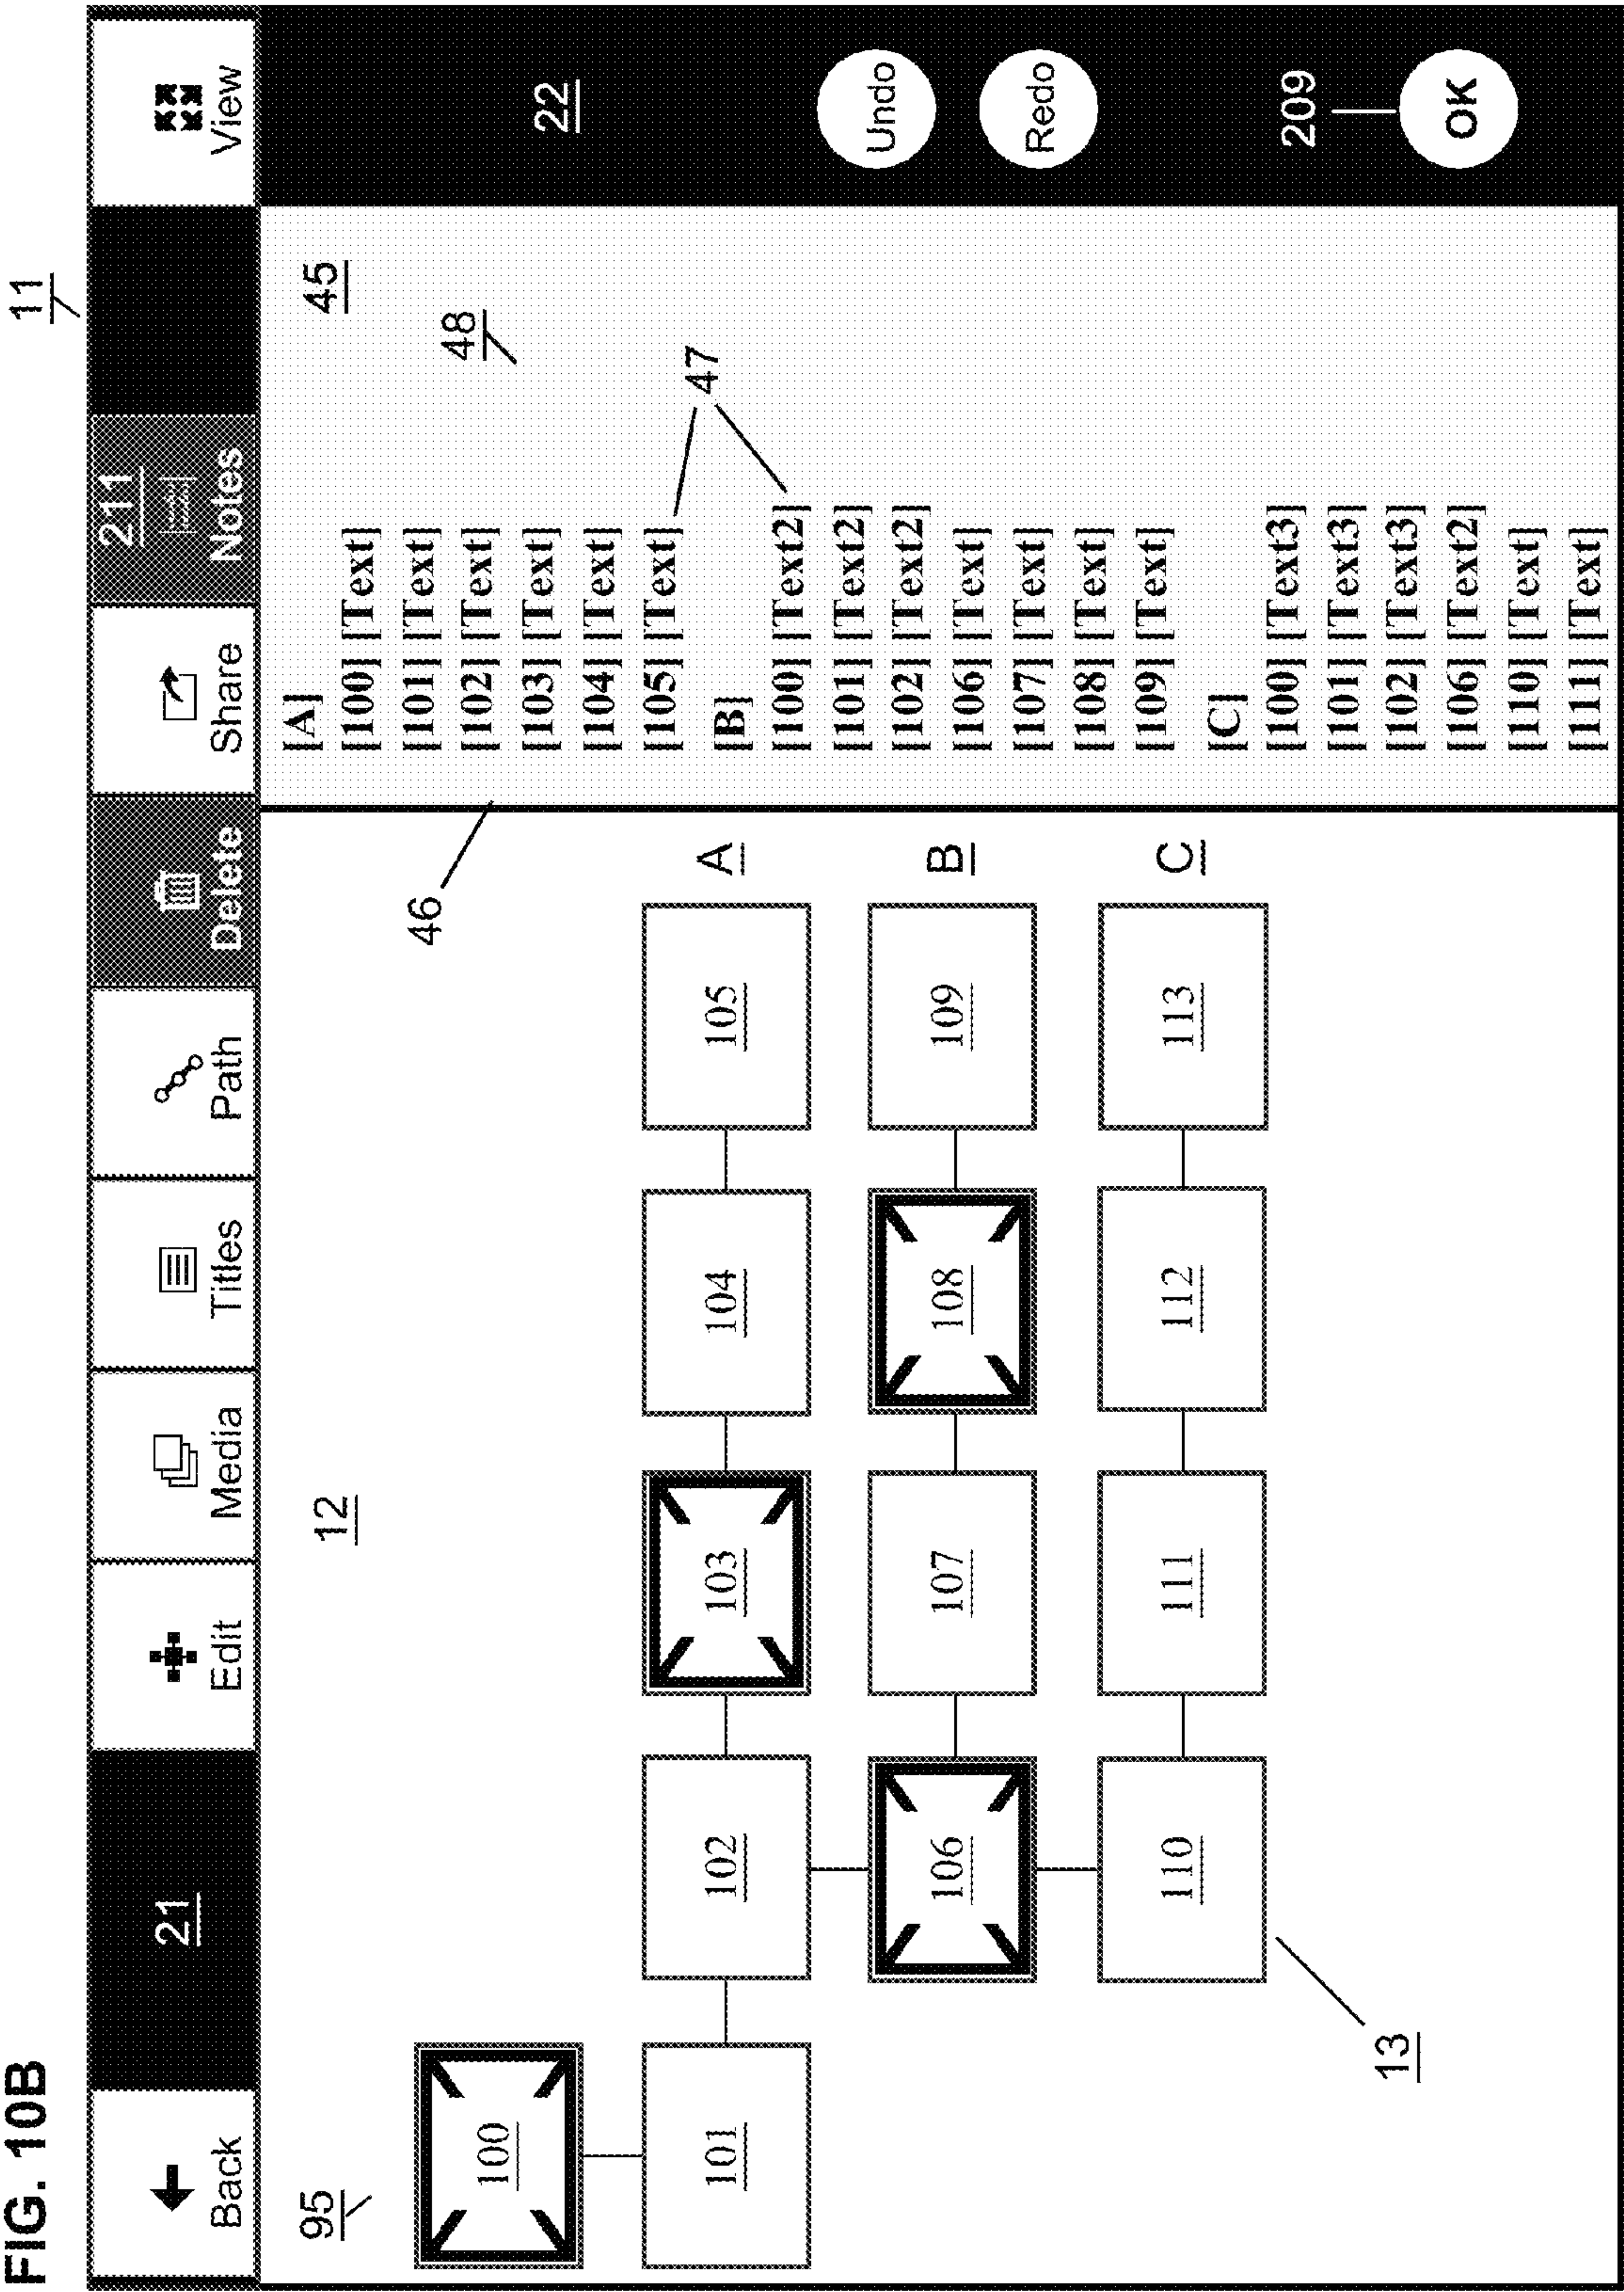 FIG. 10B
11
Back
21
Edit
Media
Titles
Path
Delete
Share
211
Notes
View
95
12
46
100
101
102
103
104
105
A
106
107
108
109
B
110
111
112
113
C
13
45
48
47
[A]
[100] [Text]
[101] [Text]
[102] [Text]
[103] [Text]
[104] [Text]
[105] [Text]
[B]
[100] [Text2]
[101] [Text2]
[102] [Text2]
[106] [Text]
[107] [Text]
[108] [Text]
[109] [Text]
[C]
[100] [Text3]
[101] [Text3]
[102] [Text3]
[106] [Text2]
[110] [Text]
[111] [Text]
22
Undo
Redo
209
OK